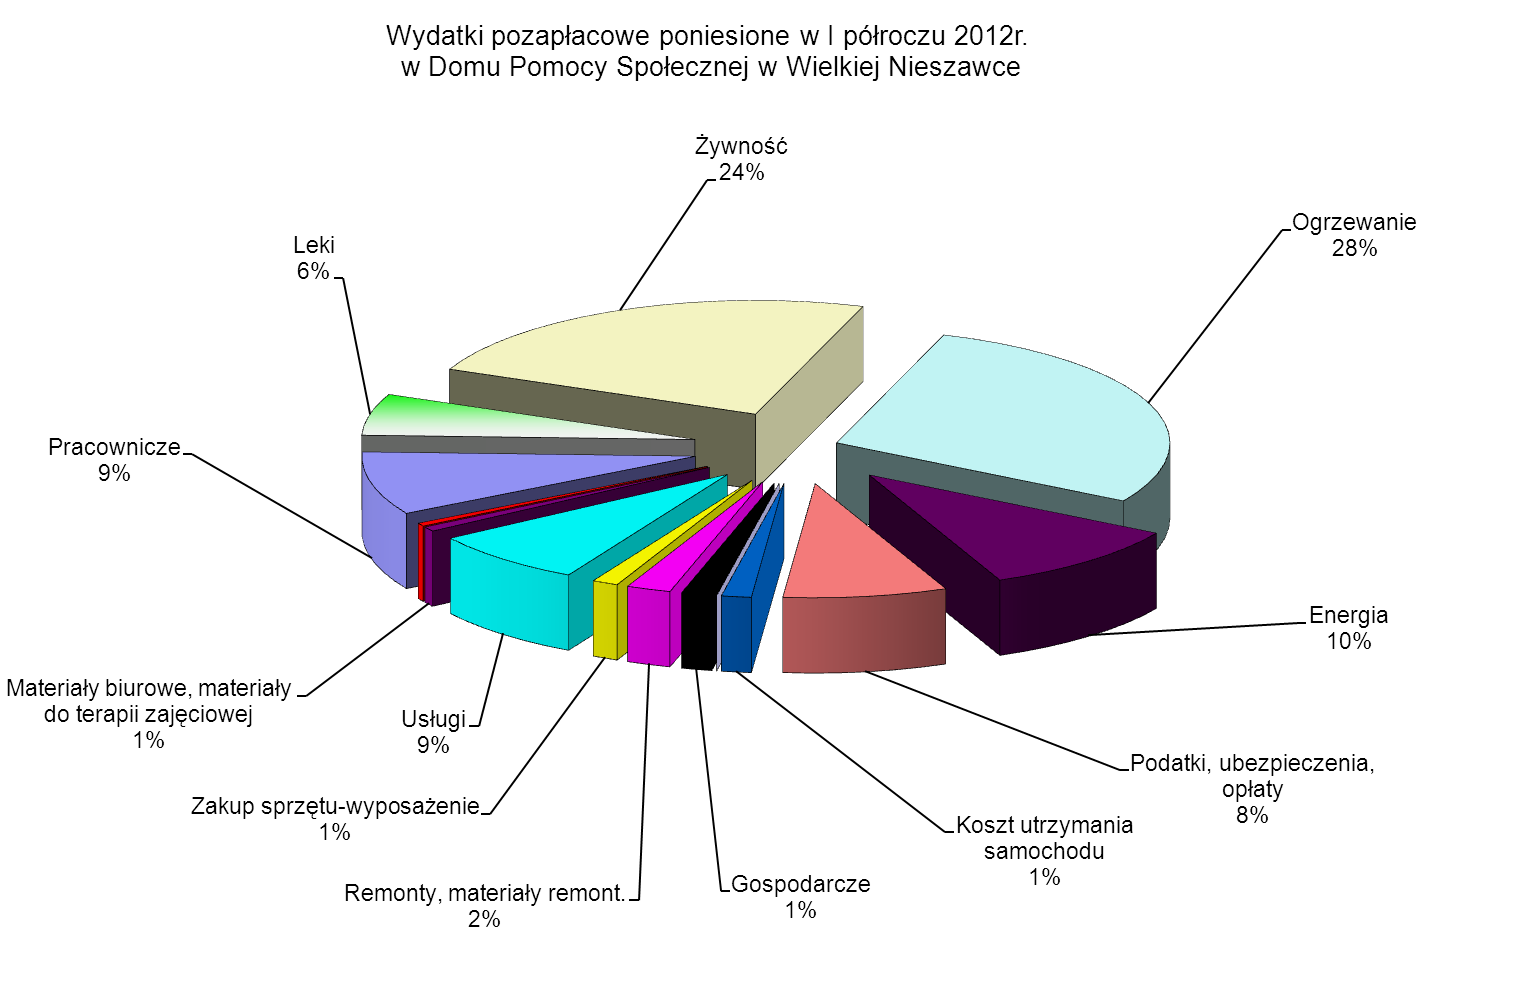 Wydatki pozapłacowe poniesione w I półroczu 2012r.
w Domu Pomocy Społecznej w Wielkiej Nieszawce
Żywność
24%
Ogrzewanie
28%
Leki
6%
Pracownicze
9%
Energia
10%
Materiały biurowe, materiały
do terapii zajęciowej
1%
Usługi
9%
Podatki, ubezpieczenia,
opłaty
8%
Zakup sprzętu-wyposażenie
1%
Koszt utrzymania
samochodu
1%
Remonty, materiały remont.
2%
Gospodarcze
1%